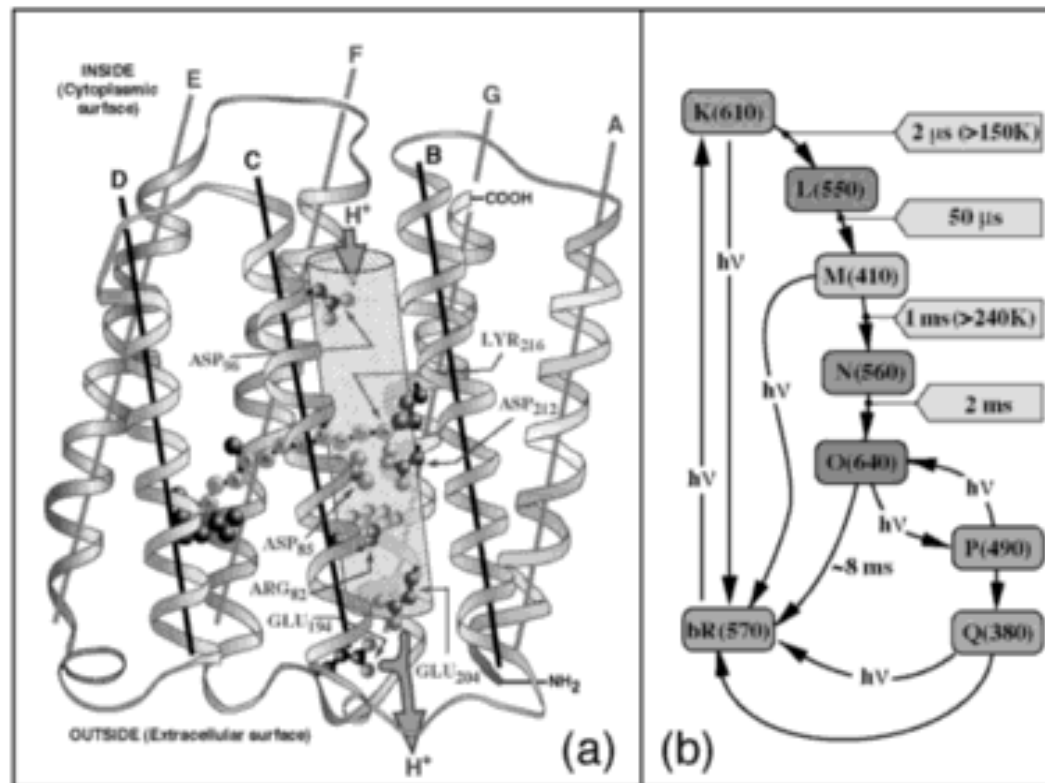 INSIDE
(Cytoplasmic
surface)
E
F
G
A
B
C
D
H⁺
COOH
LYR₂₁₆
ASP₉₆
ASP₂₁₂
ASP₈₅
ARG₈₂
GLU₁₉₄
GLU₂₀₄
NH₂
OUTSIDE (Extracellular surface)
H⁺
(a)
K(610)
2 µs (>150K)
L(550)
50 µs
hν
M(410)
1 ms (>240K)
hν
N(560)
2 ms
hν
O(640)
hν
hν
P(490)
~8 ms
bR(570)
Q(380)
hν
(b)